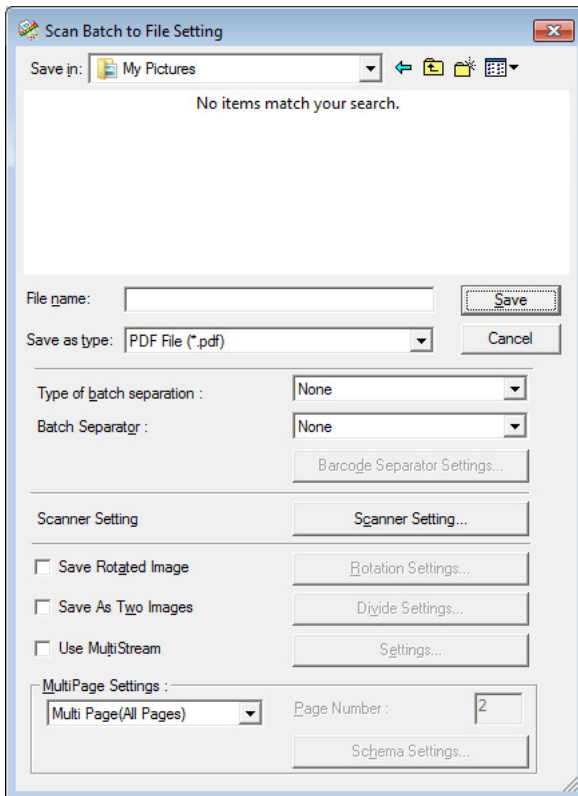 Scan Batch to File Setting
Save in: My Pictures
No items match your search.
File name: Save
Save as type: PDF File (*.pdf) Cancel
Type of batch separation : None
Batch Separator : None
Barcode Separator Settings...
Scanner Setting Scanner Setting...
Save Rotated Image Rotation Settings...
Save As Two Images Divide Settings...
Use MultiStream Settings...
MultiPage Settings :
Multi Page(All Pages) Page Number : 2
Schema Settings...